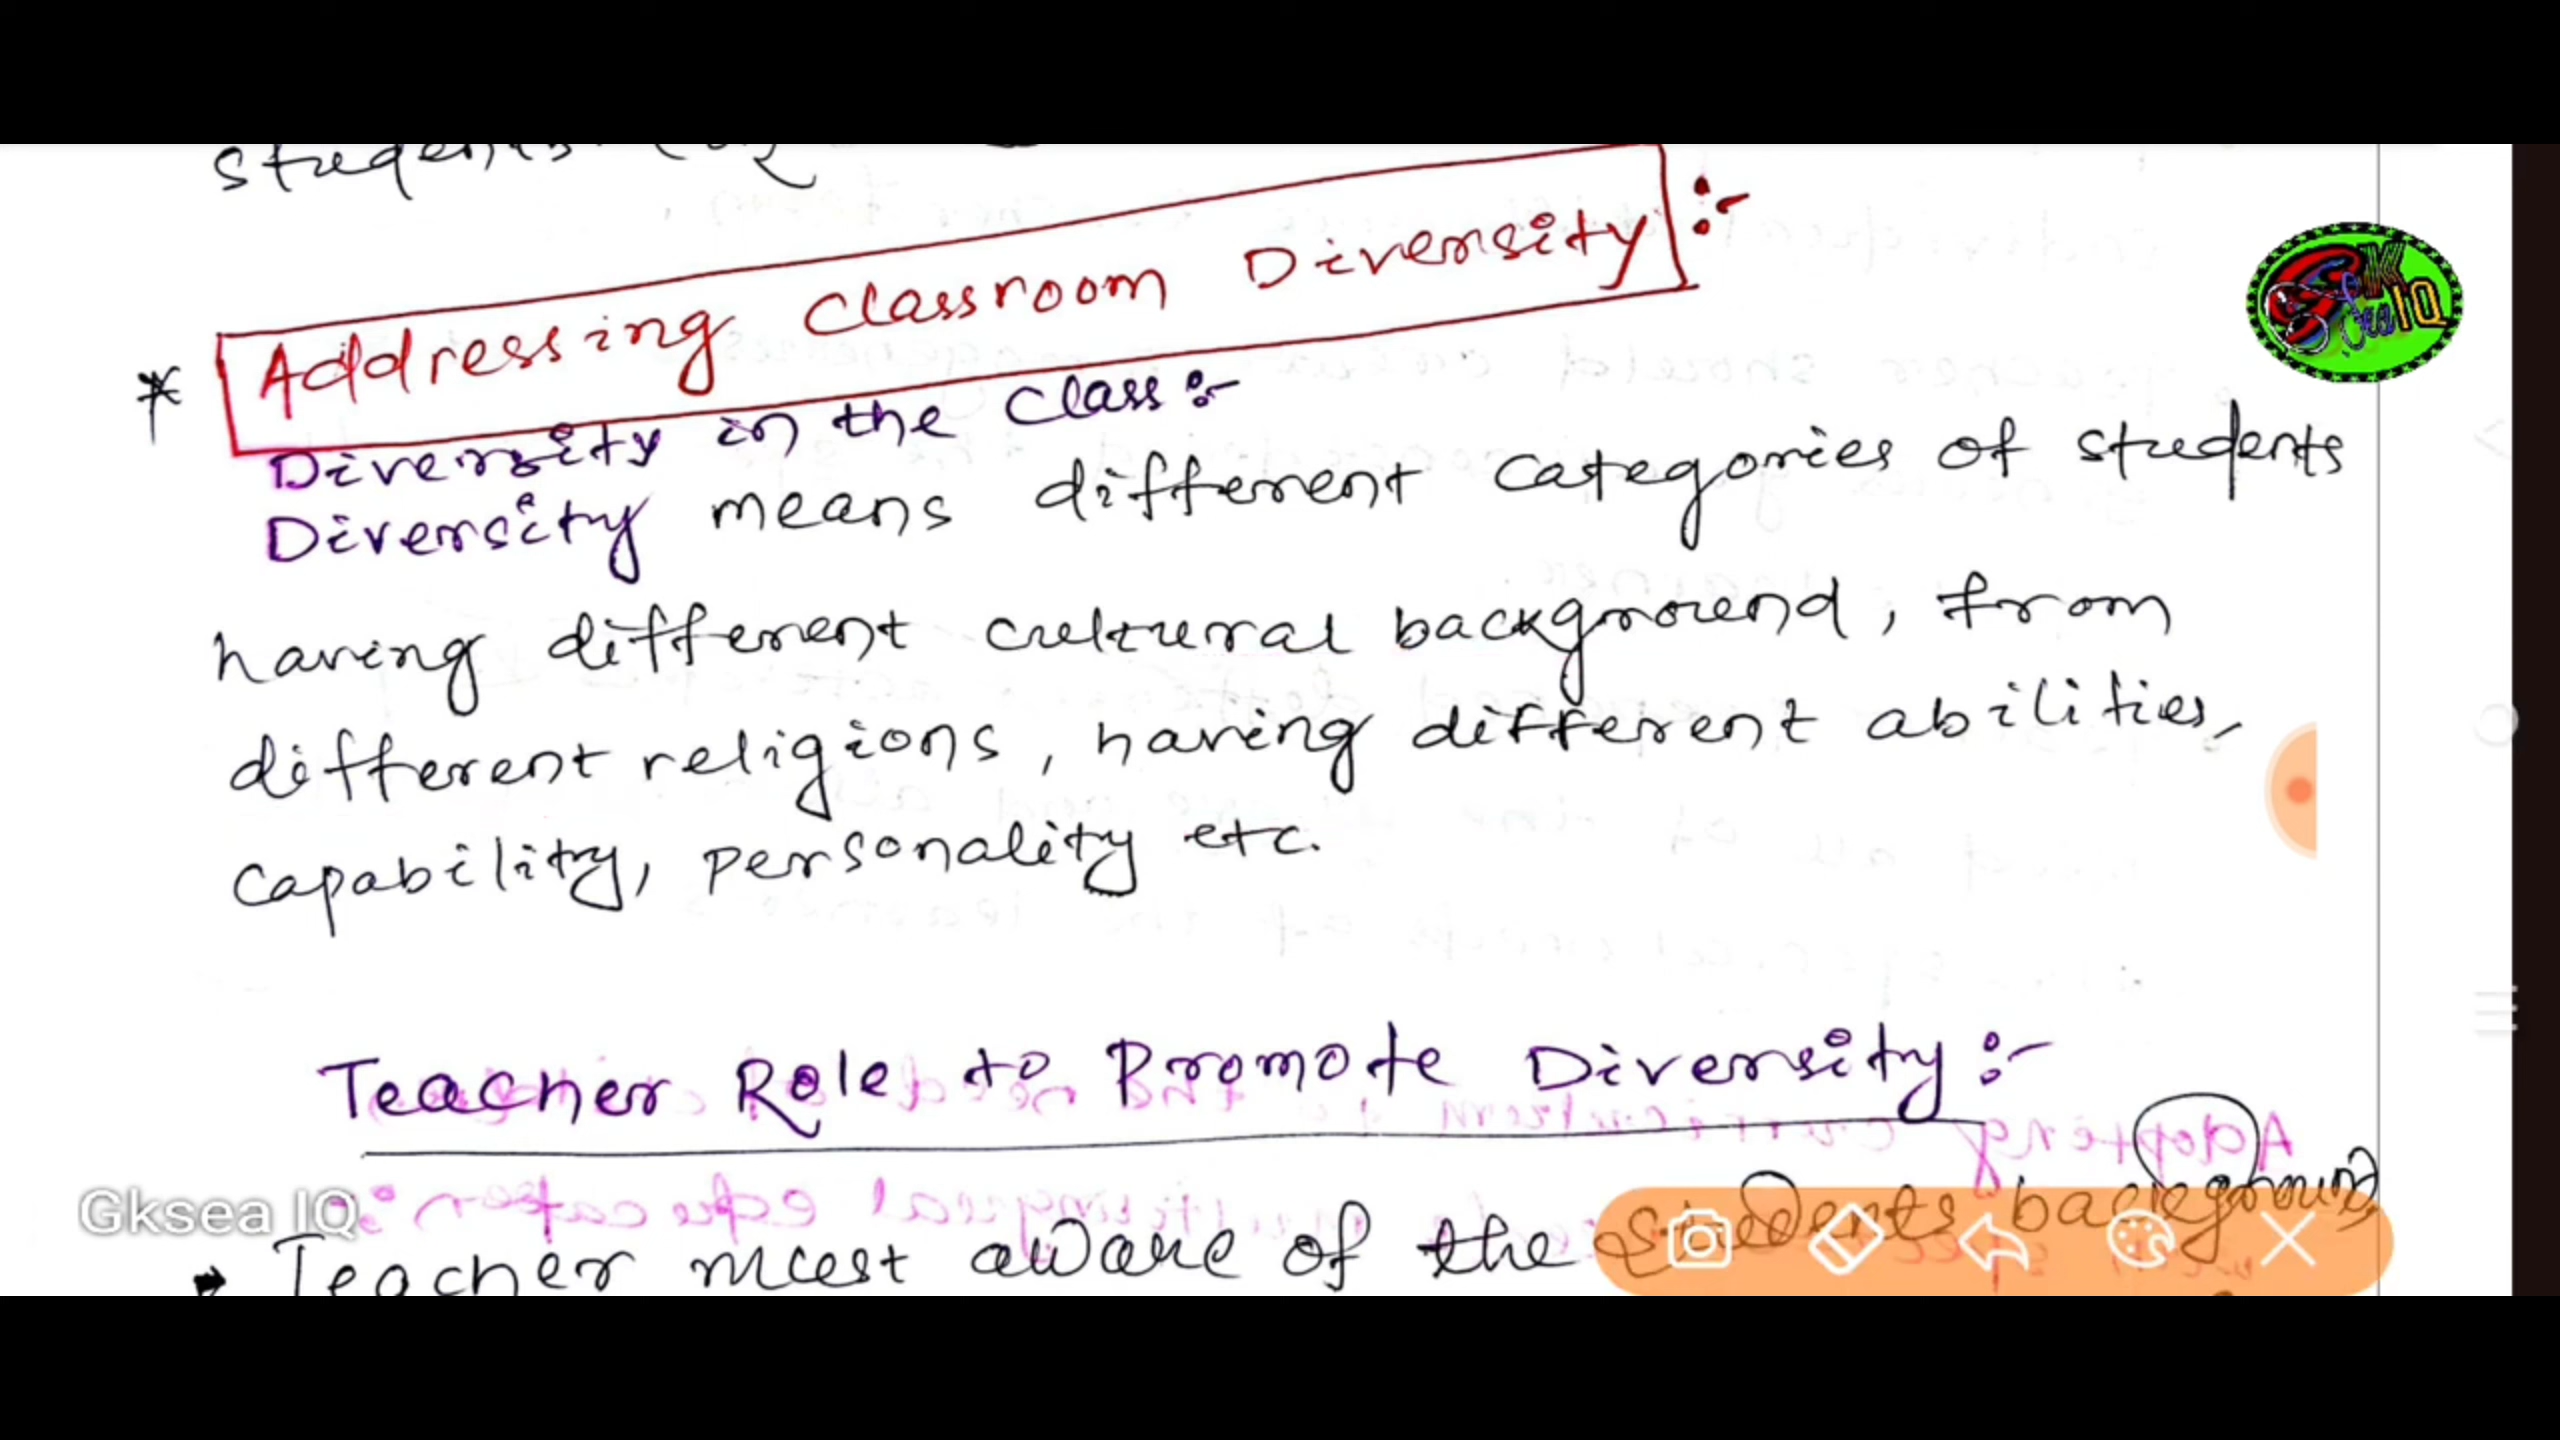 students.
* Addressing Classroom Diversity :-
Diversity in the Class :-
Diversity means different categories of students
having different cultural background, from
different religions, having different abilities,
capability, personality etc.
Teacher Role to Promote Diversity :-
Gksea IQ
Teacher must aware of the students background